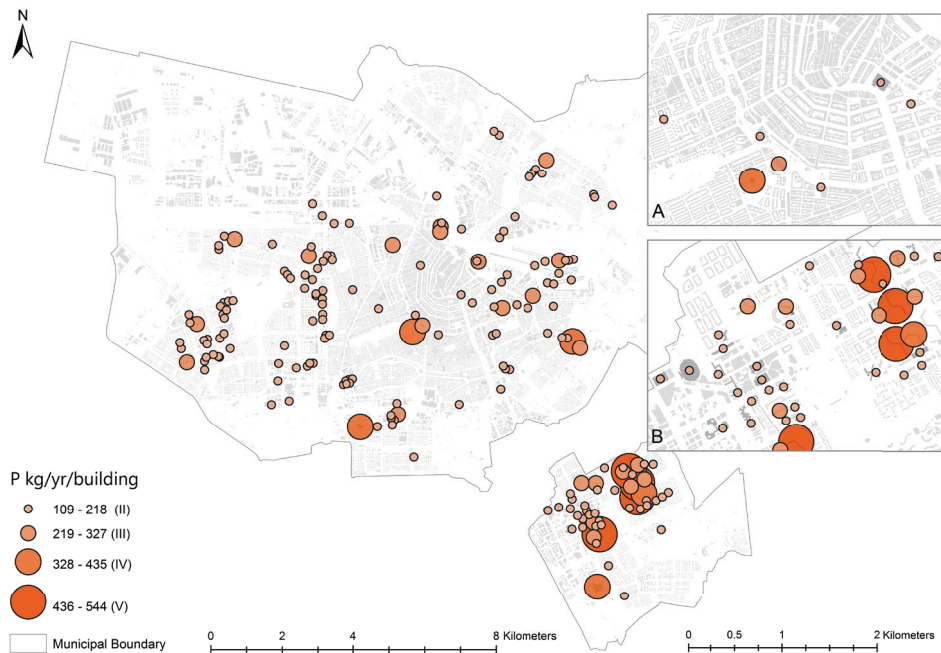 N
A
B
P kg/yr/building
109 - 218 (II)
219 - 327 (III)
328 - 435 (IV)
436 - 544 (V)
Municipal Boundary
0 2 4 8 Kilometers
0 0.5 1 2 Kilometers